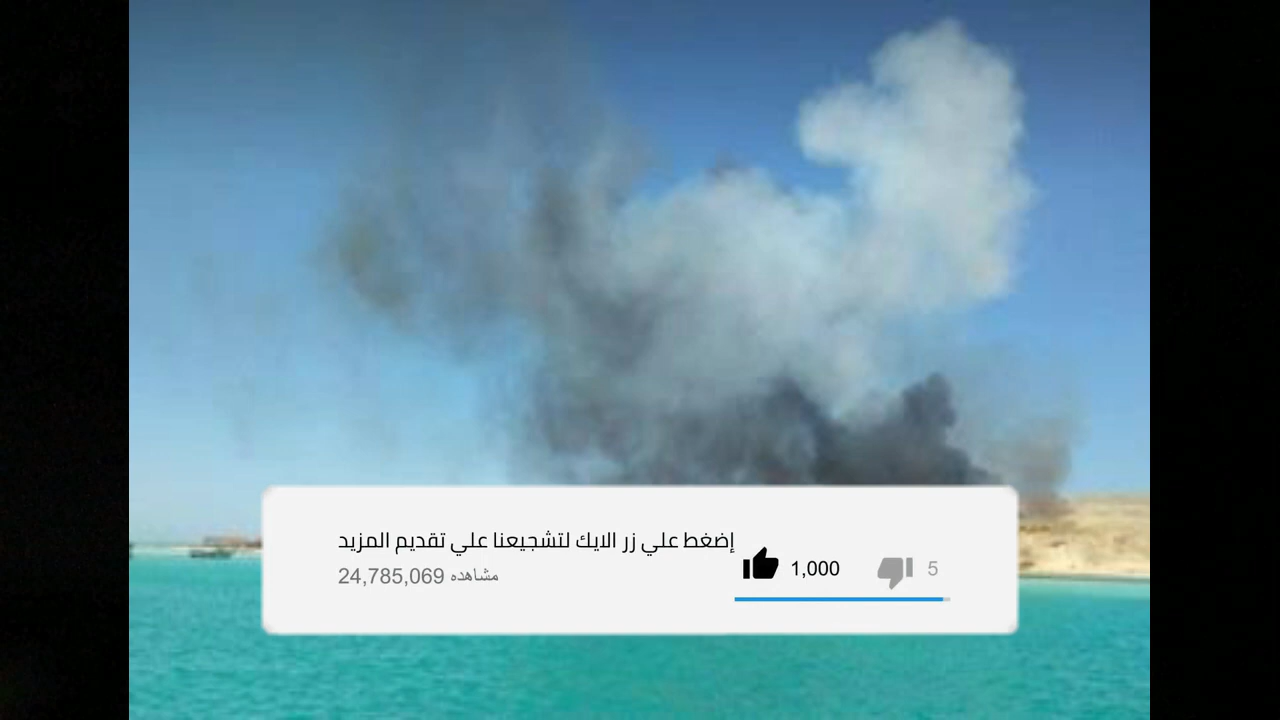 إضغط علي زر الايك لتشجيعنا علي تقديم المزيد
24,785,069 مشاهده
1,000
5